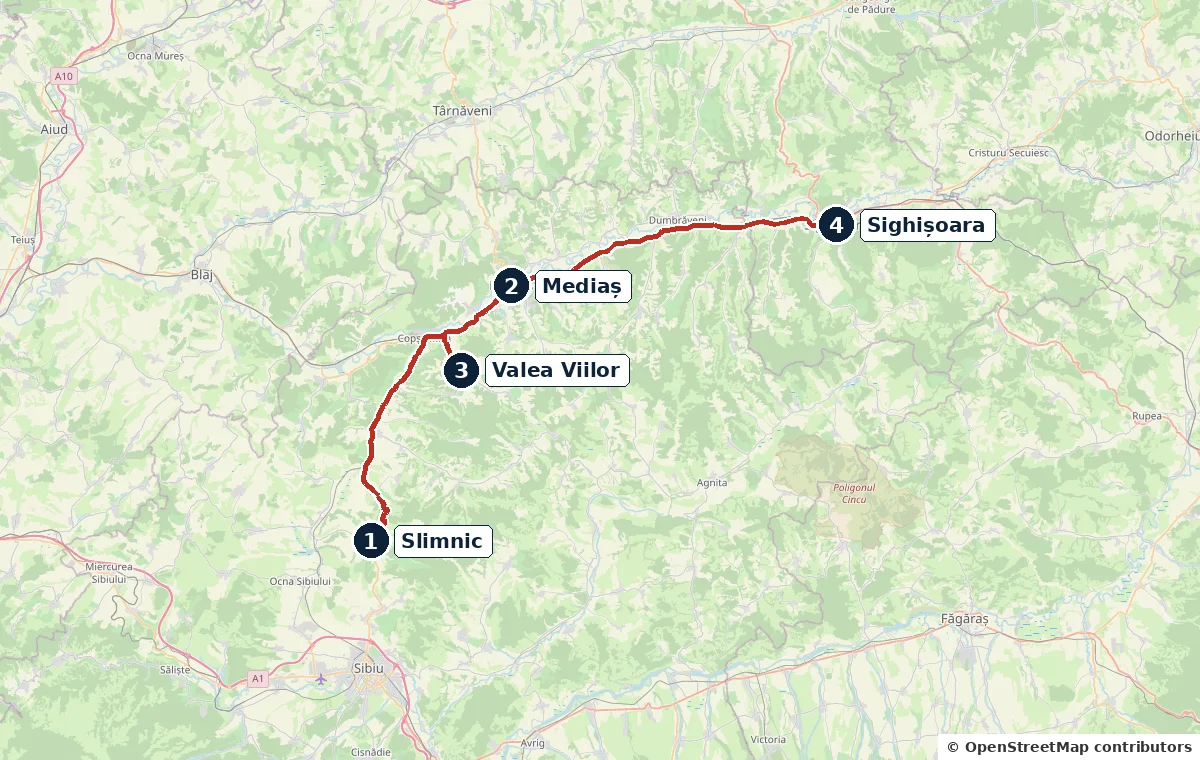 de Pădure
Ocna Mureș
A10
Târnăveni
Aiud
Odorheiu
Cristuru Secuiesc
Dumbrăveni
4 Sighișoara
Teiuș
Blaj
2 Mediaș
Copș
3 Valea Viilor
Rupea
Agnita
Poligonul
Cincu
1 Slimnic
Miercurea
Sibiului
Ocna Sibiului
Făgăraș
Săliște
A1
Sibiu
Avrig
Victoria
Cisnădie
© OpenStreetMap contributors